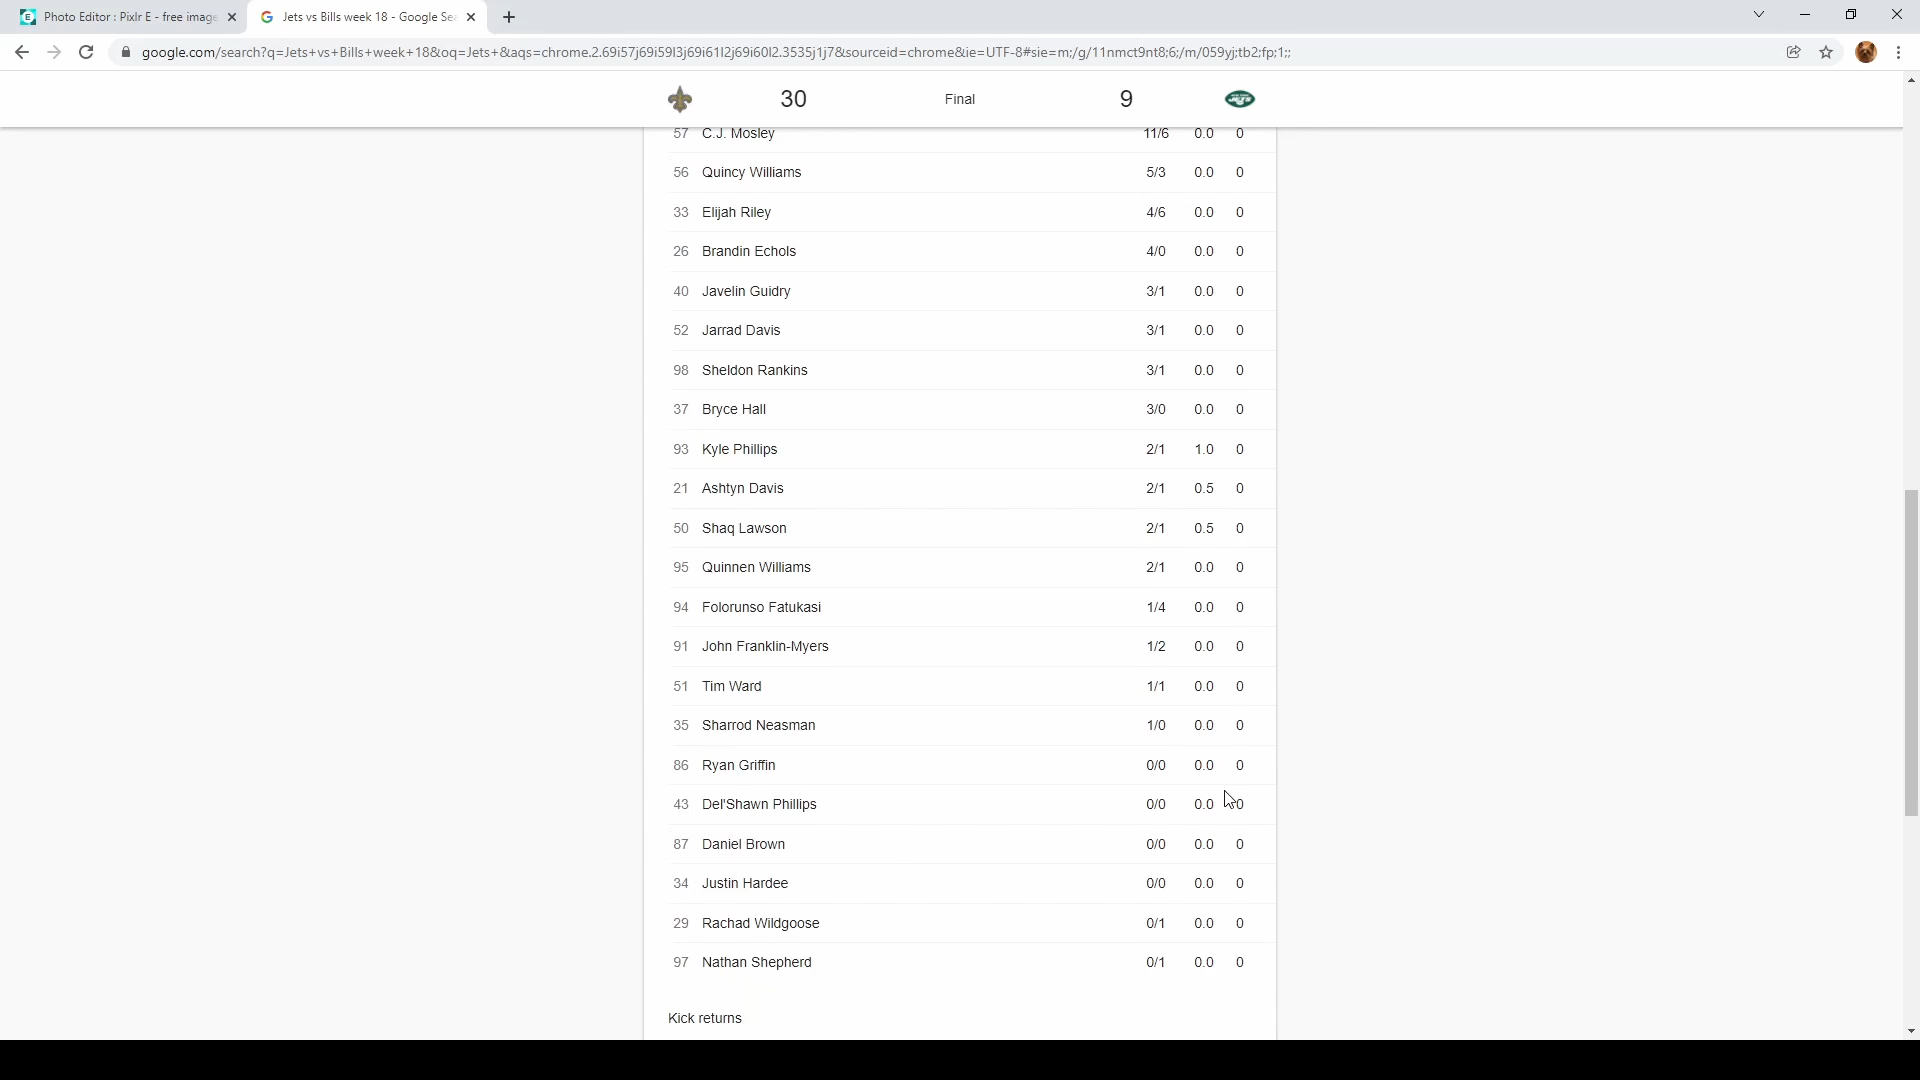 Photo Editor : Pixlr E - free image
Jets vs Bills week 18 - Google Sea
google.com/search?q=Jets+vs+Bills+week+18&oq=Jets+&aqs=chrome.2.69i57j69i59l3j69i61l2j69i60l2.3535j1j7&sourceid=chrome&ie=UTF-8#sie=m;/g/11nmct9nt8;6;/m/059yj;tb2;fp;1;;
30 Final 9
JETS
57 C.J. Mosley 11/6 0.0 0
56 Quincy Williams 5/3 0.0 0
33 Elijah Riley 4/6 0.0 0
26 Brandin Echols 4/0 0.0 0
40 Javelin Guidry 3/1 0.0 0
52 Jarrad Davis 3/1 0.0 0
98 Sheldon Rankins 3/1 0.0 0
37 Bryce Hall 3/0 0.0 0
93 Kyle Phillips 2/1 1.0 0
21 Ashtyn Davis 2/1 0.5 0
50 Shaq Lawson 2/1 0.5 0
95 Quinnen Williams 2/1 0.0 0
94 Folorunso Fatukasi 1/4 0.0 0
91 John Franklin-Myers 1/2 0.0 0
51 Tim Ward 1/1 0.0 0
35 Sharrod Neasman 1/0 0.0 0
86 Ryan Griffin 0/0 0.0 0
43 Del'Shawn Phillips 0/0 0.0 0
87 Daniel Brown 0/0 0.0 0
34 Justin Hardee 0/0 0.0 0
29 Rachad Wildgoose 0/1 0.0 0
97 Nathan Shepherd 0/1 0.0 0
Kick returns